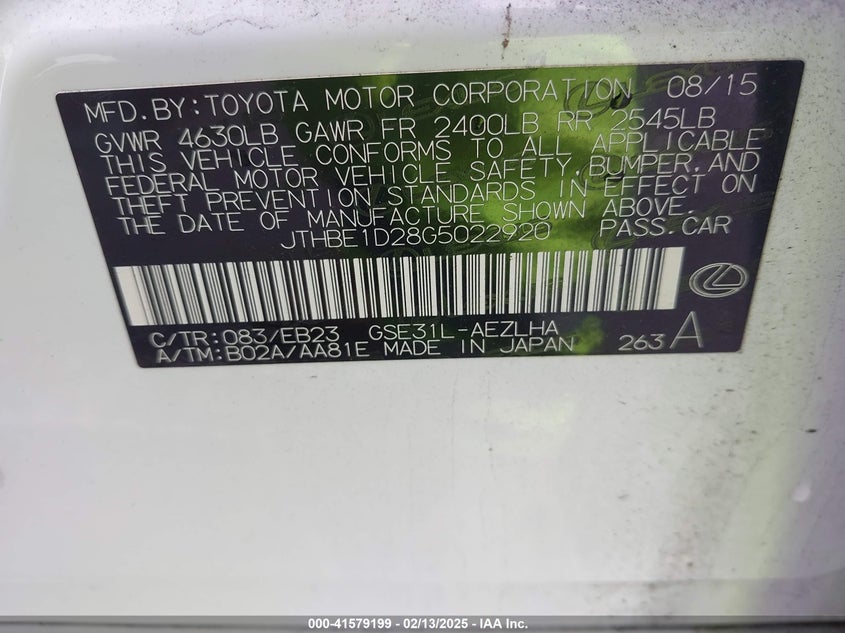 MFD.BY:TOYOTA MOTOR CORPORATION 08/15
GVWR 4630LB GAWR FR 2400LB RR 2545LB
THIS VEHICLE CONFORMS TO ALL APPLICABLE
FEDERAL MOTOR VEHICLE SAFETY,BUMPER,AND
THEFT PREVENTION STANDARDS IN EFFECT ON
THE DATE OF MANUFACTURE SHOWN ABOVE.
JTHBE1D28G5022920 PASS.CAR
C/TR:083/EB23 GSE31L-AEZLHA
A/TM:B02A/AA81E MADE IN JAPAN 263 A
000-41579199 — 02/13/2025 — IAA Inc.